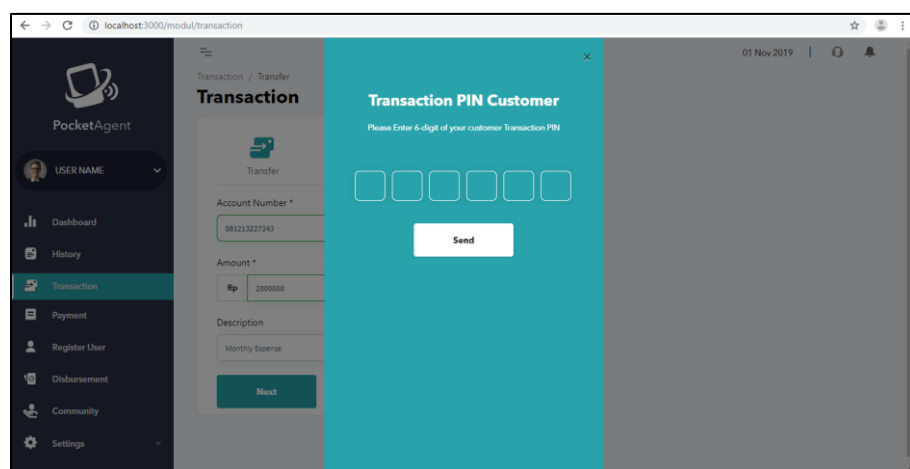 localhost:3000/modul/transaction
01 Nov 2019
PocketAgent
USER NAME
Dashboard
History
Transaction
Payment
Register User
Disbursement
Community
Settings
Transaction / Transfer
Transaction
Transfer
Account Number *
081213227343
Amount *
Rp 2000000
Description
Monthly Expense
Next
×
Transaction PIN Customer
Please Enter 6-digit of your customer Transaction PIN
Send